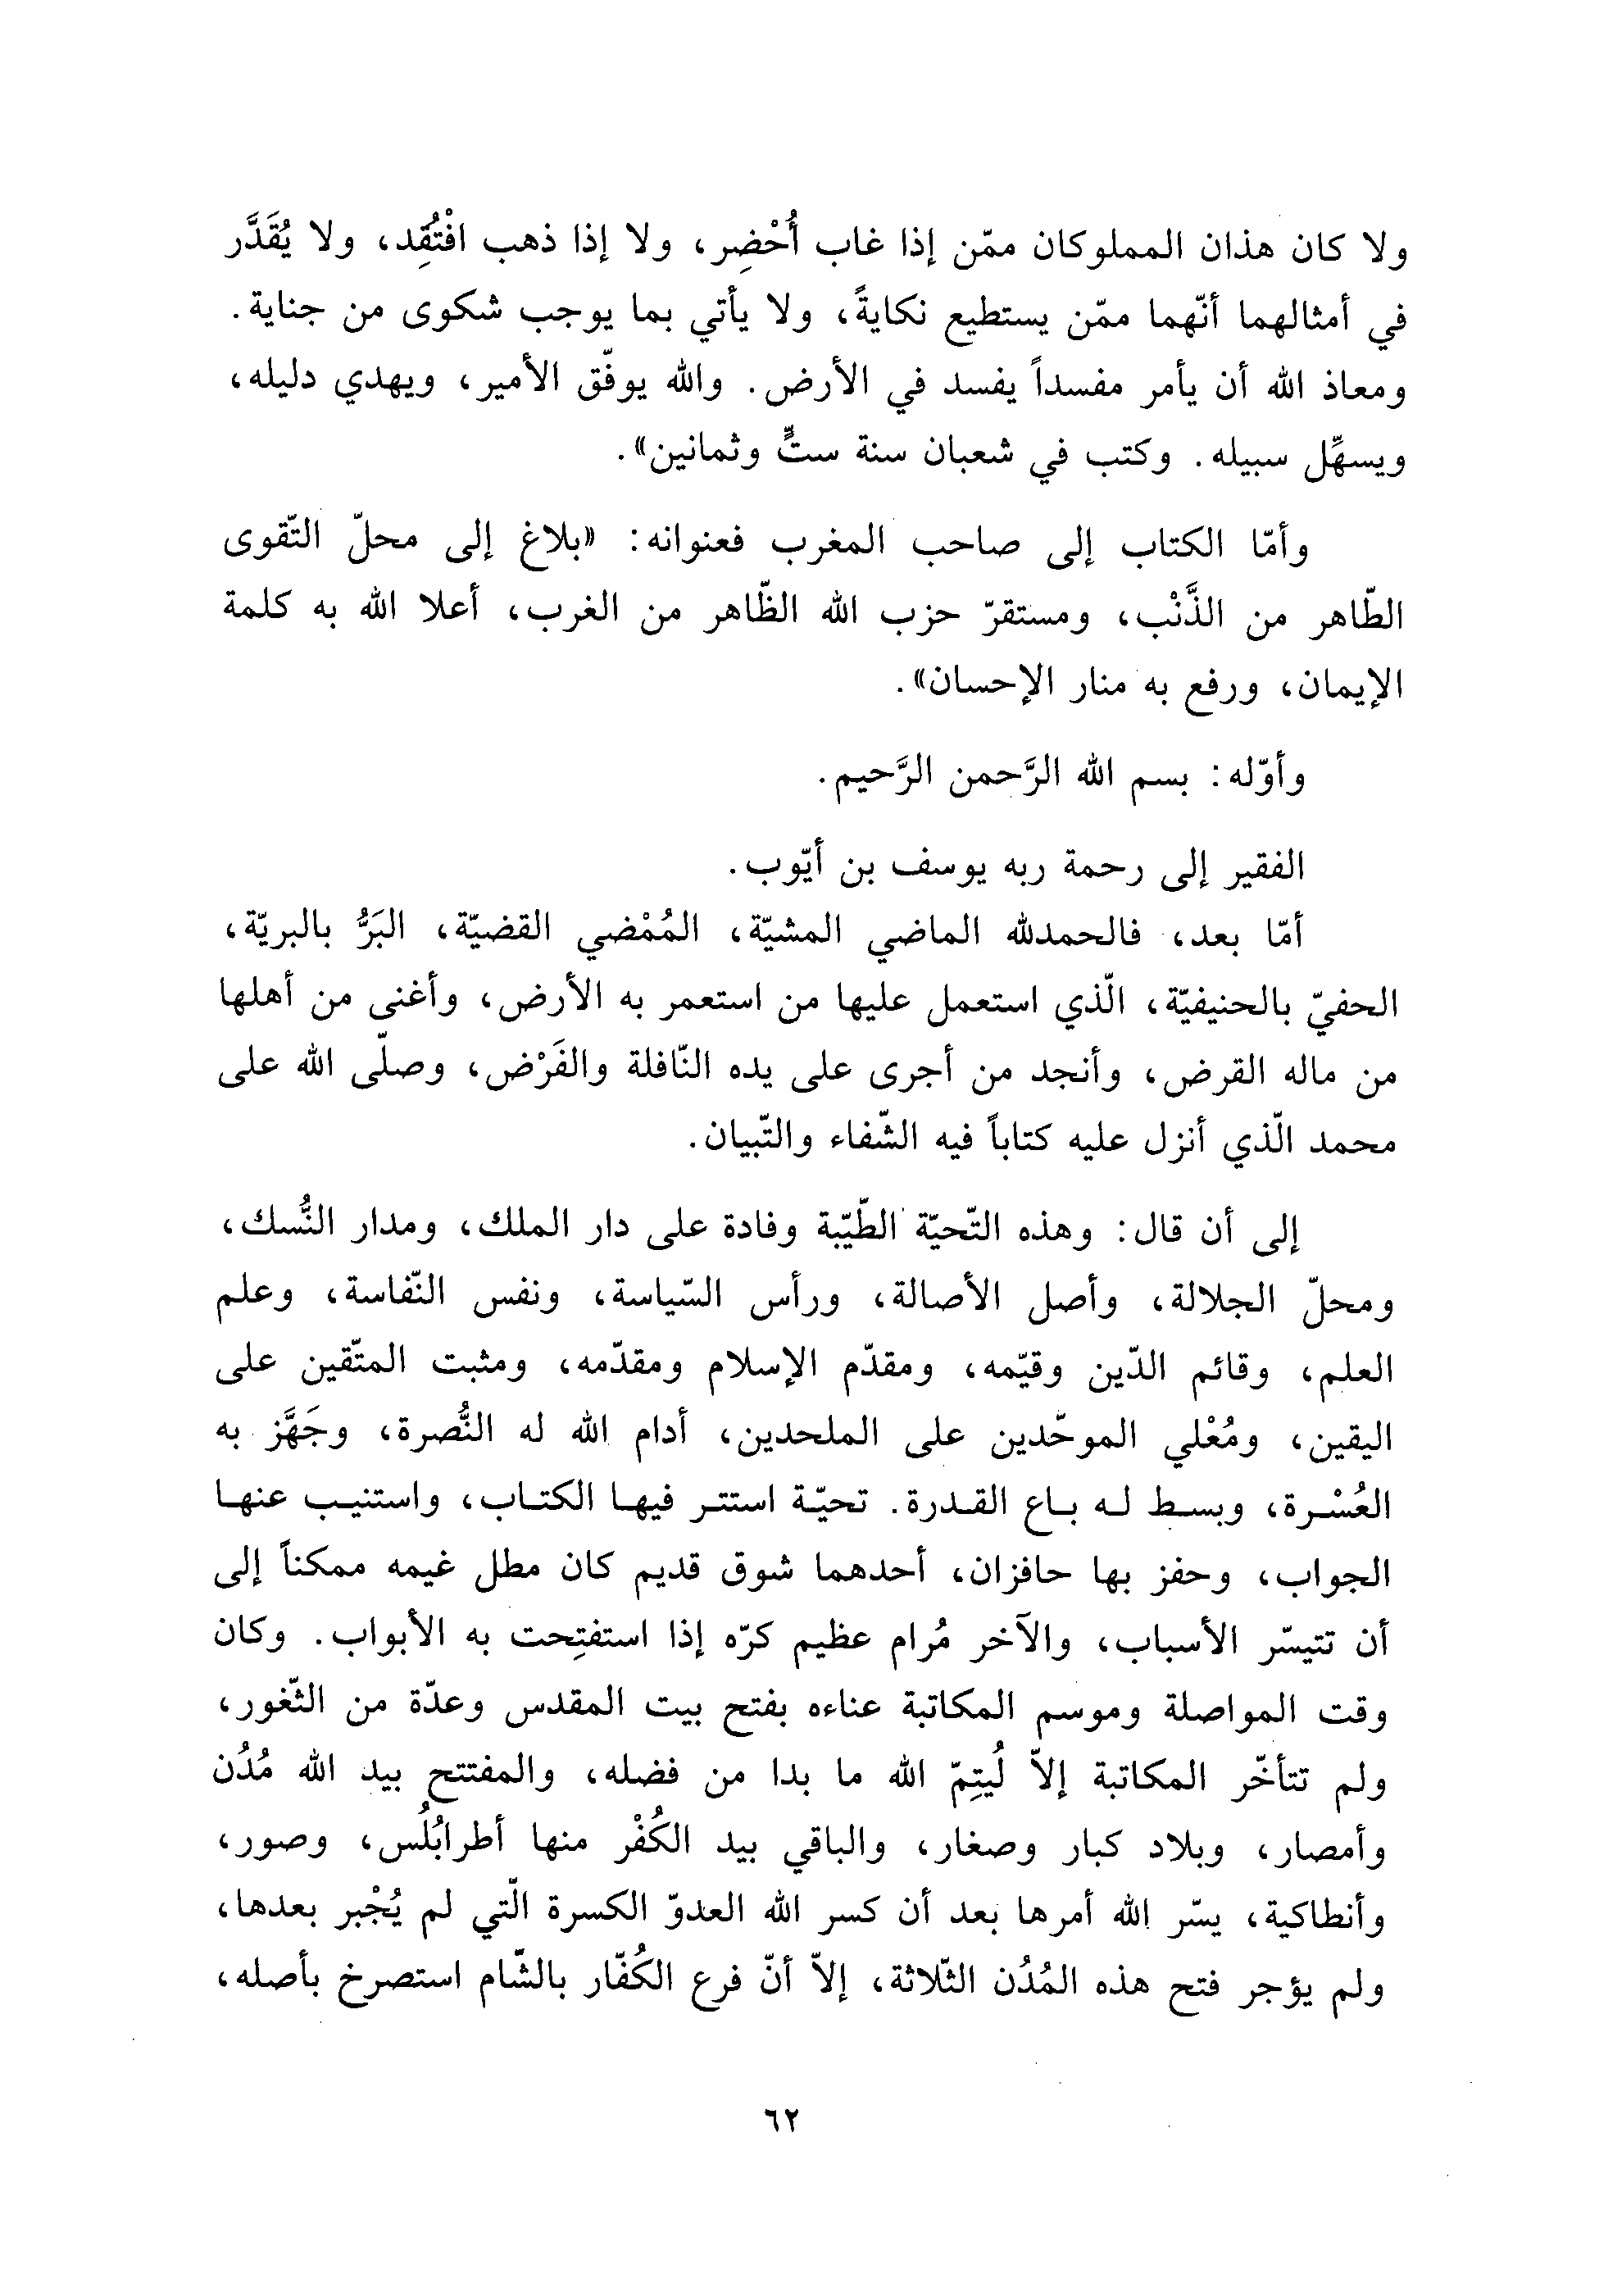 ولا كان هذان المملوكان ممّن إذا غاب أُحْضِر، ولا إذا ذهب افْتُقِد، ولا يُقَدَّر
في أمثالهما أنّهما ممّن يستطيع نكايةً، ولا يأتي بما يوجب شكوى من جناية.
ومعاذ الله أن يأمر مفسداً يفسد في الأرض. والله يوفّق الأمير، ويهدي دليله،
ويسهِّل سبيله. وكتب في شعبان سنة ستٍّ وثمانين».
وأمّا الكتاب إلى صاحب المغرب فعنوانه: «بلاغ إلى محلّ التّقوى
الطّاهر من الذَّنْب، ومستقرّ حزب الله الظّاهر من الغرب، أعلا الله به كلمة
الإيمان، ورفع به منار الإحسان».
وأوّله: بسم الله الرَّحمن الرَّحيم.
الفقير إلى رحمة ربه يوسف بن أيّوب.
أمّا بعد، فالحمدلله الماضي المشيّة، المُمْضي القضيّة، البَرُّ بالبريّة،
الحفيّ بالحنيفيّة، الّذي استعمل عليها من استعمر به الأرض، وأغنى من أهلها
من ماله القرض، وأنجد من أجرى على يده النّافلة والفَرْض، وصلّى الله على
محمد الّذي أنزل عليه كتاباً فيه الشّفاء والتّبيان.
إلى أن قال: وهذه التّحيّة الطّيّبة وفادة على دار الملك، ومدار النُّسك،
ومحلّ الجلالة، وأصل الأصالة، ورأس السّياسة، ونفس النّفاسة، وعلم
العلم، وقائم الدّين وقيّمه، ومقدّم الإسلام ومقدّمه، ومثبت المتّقين على
اليقين، ومُعْلي الموحّدين على الملحدين، أدام الله له النُّصرة، وجَهَّز به
العُسْرة، وبسط له باع القدرة. تحيّة استتر فيها الكتاب، واستنيب عنها
الجواب، وحفز بها حافزان، أحدهما شوق قديم كان مطل غيمه ممكناً إلى
أن تتيسّر الأسباب، والآخر مُرام عظيم كرّه إذا استفتِحت به الأبواب. وكان
وقت المواصلة وموسم المكاتبة عناءه بفتح بيت المقدس وعدّة من الثّغور،
ولم تتأخّر المكاتبة إلاّ لُيتِمّ الله ما بدا من فضله، والمفتتح بيد الله مُدُن
وأمصار، وبلاد كبار وصغار، والباقي بيد الكُفْر منها أطرابُلُس، وصور،
وأنطاكية، يسّر الله أمرها بعد أن كسر الله العدوّ الكسرة الّتي لم يُجْبر بعدها،
ولم يؤجر فتح هذه المُدُن الثّلاثة، إلاّ أنّ فرع الكُفّار بالشّام استصرخ بأصله،
٦٢